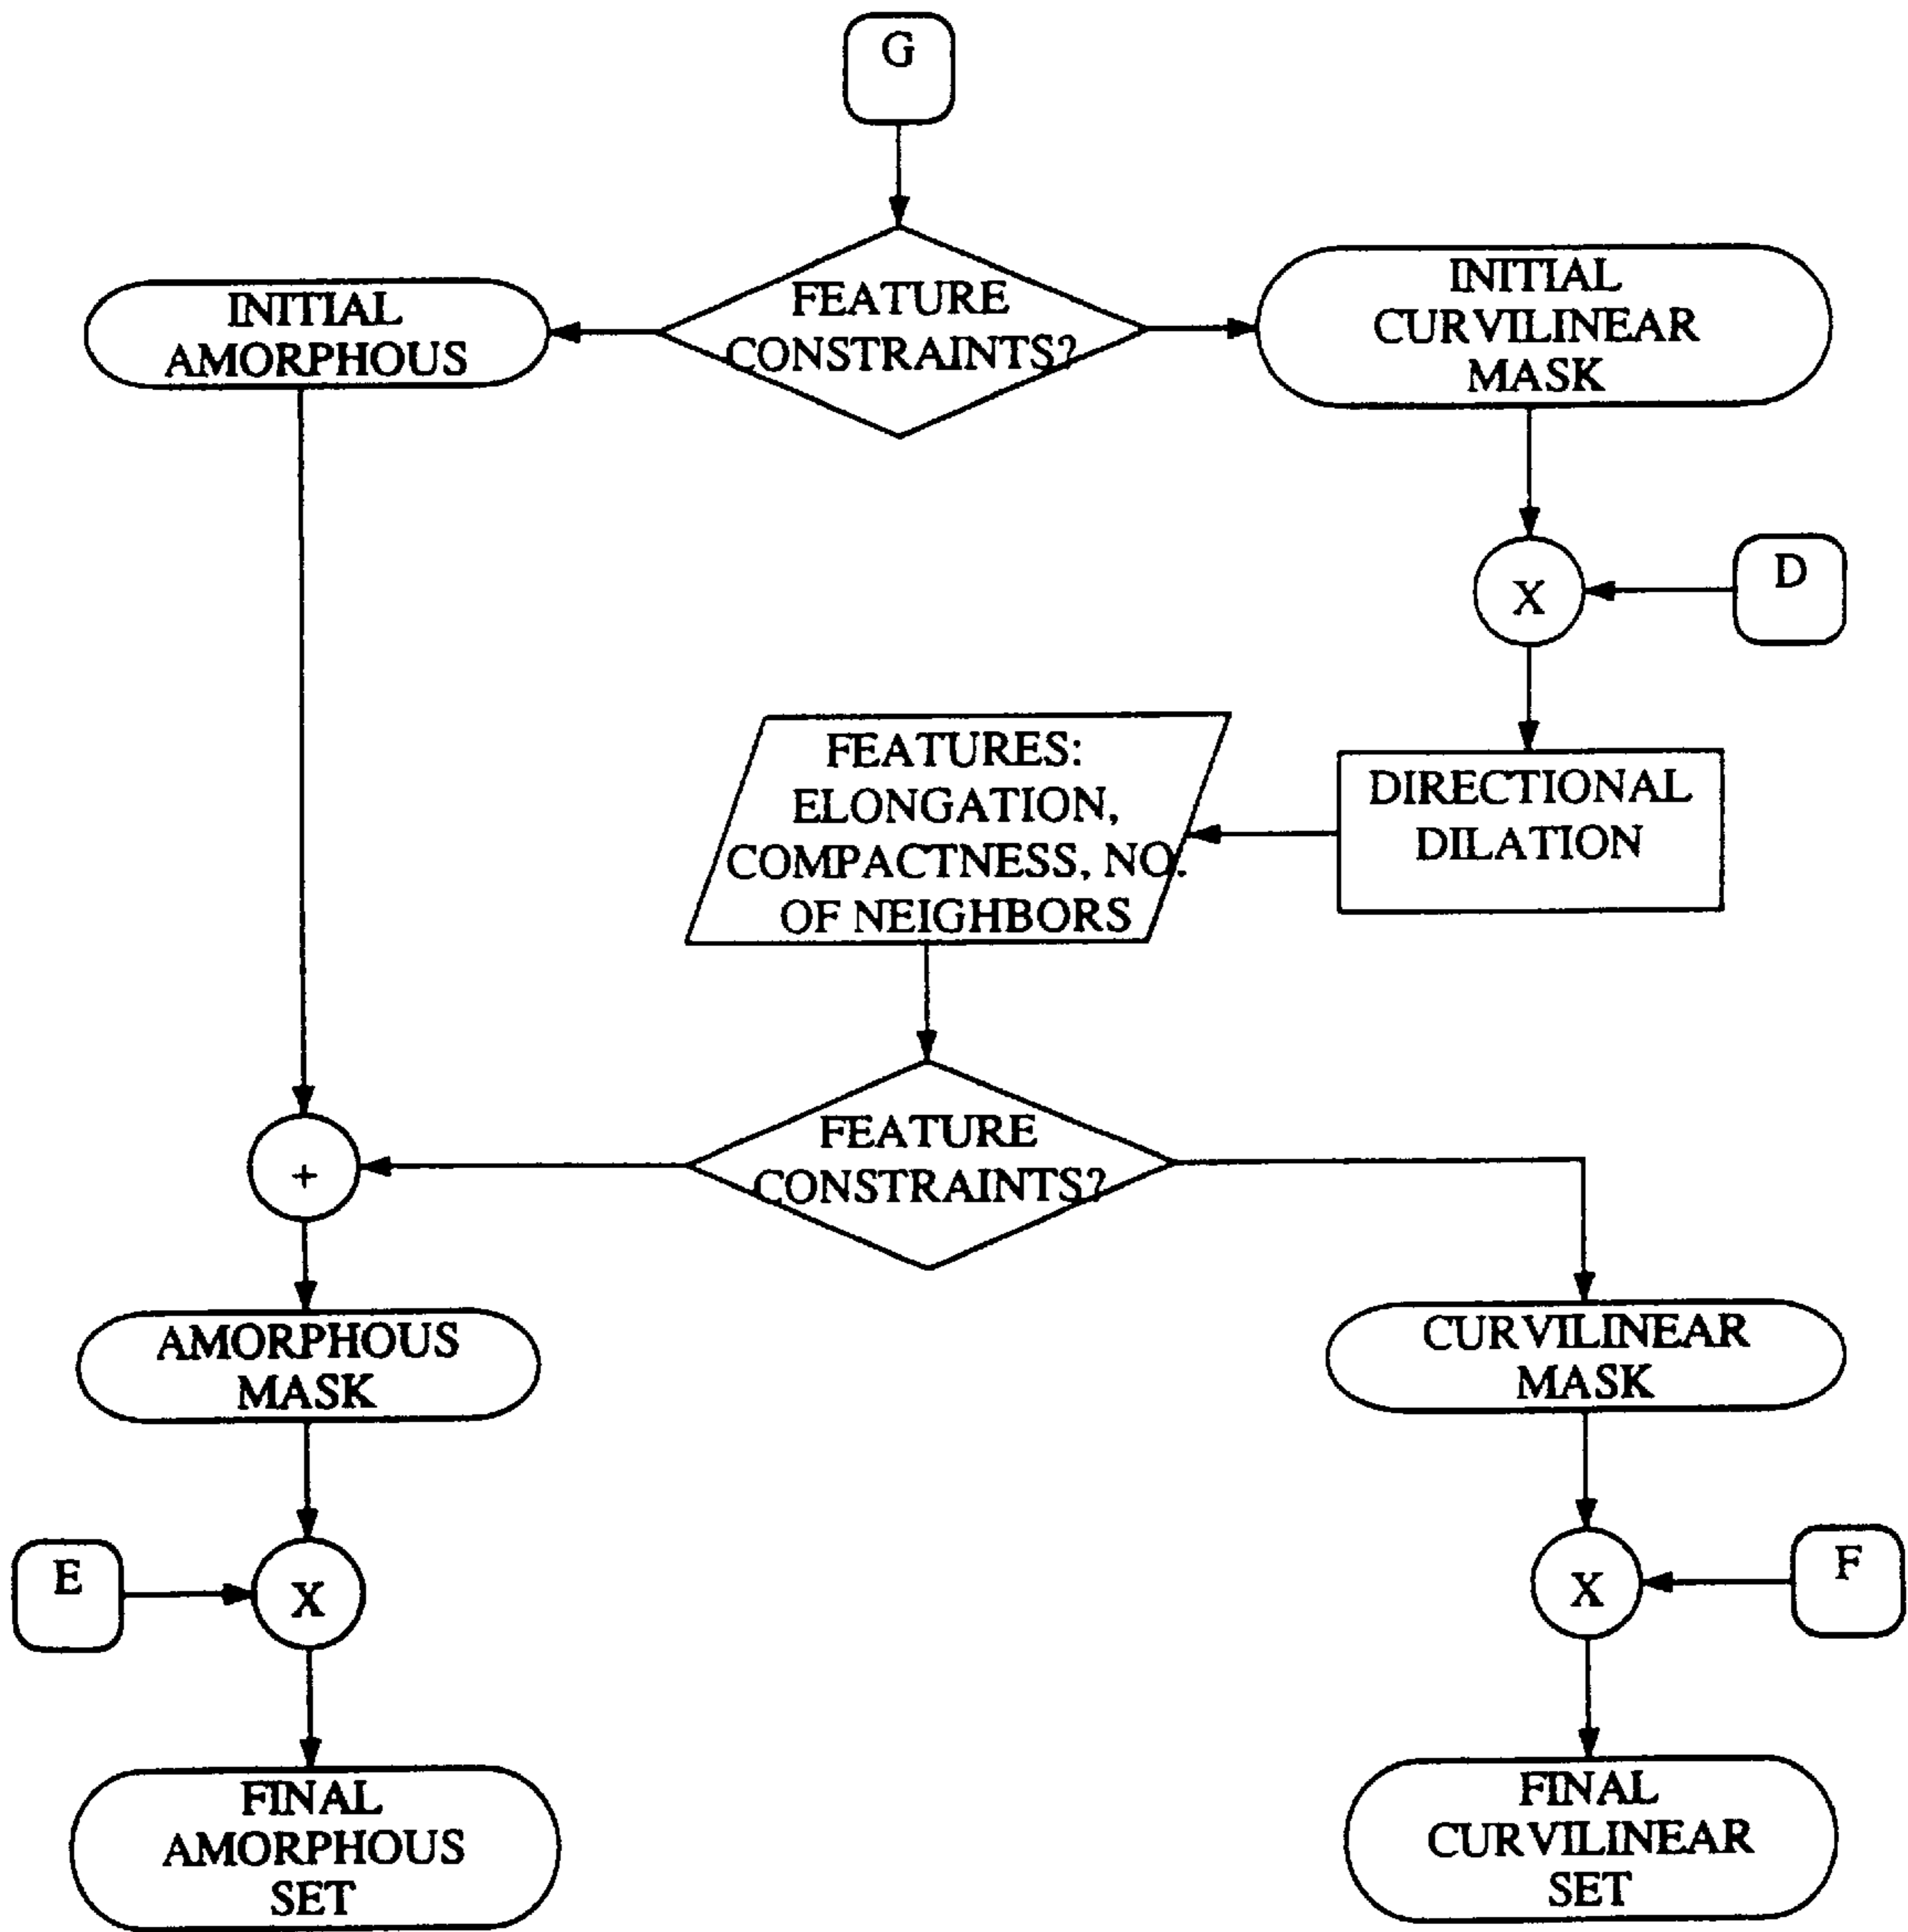 G
FEATURE
CONSTRAINTS?
INITIAL
AMORPHOUS
INITIAL
CURVILINEAR
MASK
X
D
DIRECTIONAL
DILATION
FEATURES:
ELONGATION,
COMPACTNESS, NO.
OF NEIGHBORS
FEATURE
CONSTRAINTS?
+
AMORPHOUS
MASK
CURVILINEAR
MASK
E
X
X
F
FINAL
AMORPHOUS
SET
FINAL
CURVILINEAR
SET